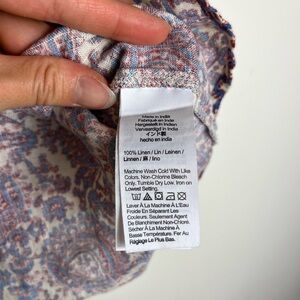 Made in India
Fabriqué en Inde
Hergestellt in Indien
Vervaardigd in India
インド製
hecho en India
100% Linen / Lin / Leinen /
Linnen / 麻 / lino
Machine Wash Cold With Like
Colors. Non-Chlorine Bleach
Only. Tumble Dry Low. Iron on
Lowest Setting.
Laver À La Machine À L'Eau
Froide En Séparant Les
Couleurs. Seulement Agent
De Blanchiment Non Chloré.
Sécher À La Machine À
Basse Température. Fer Au
Réglage Le Plus Bas.